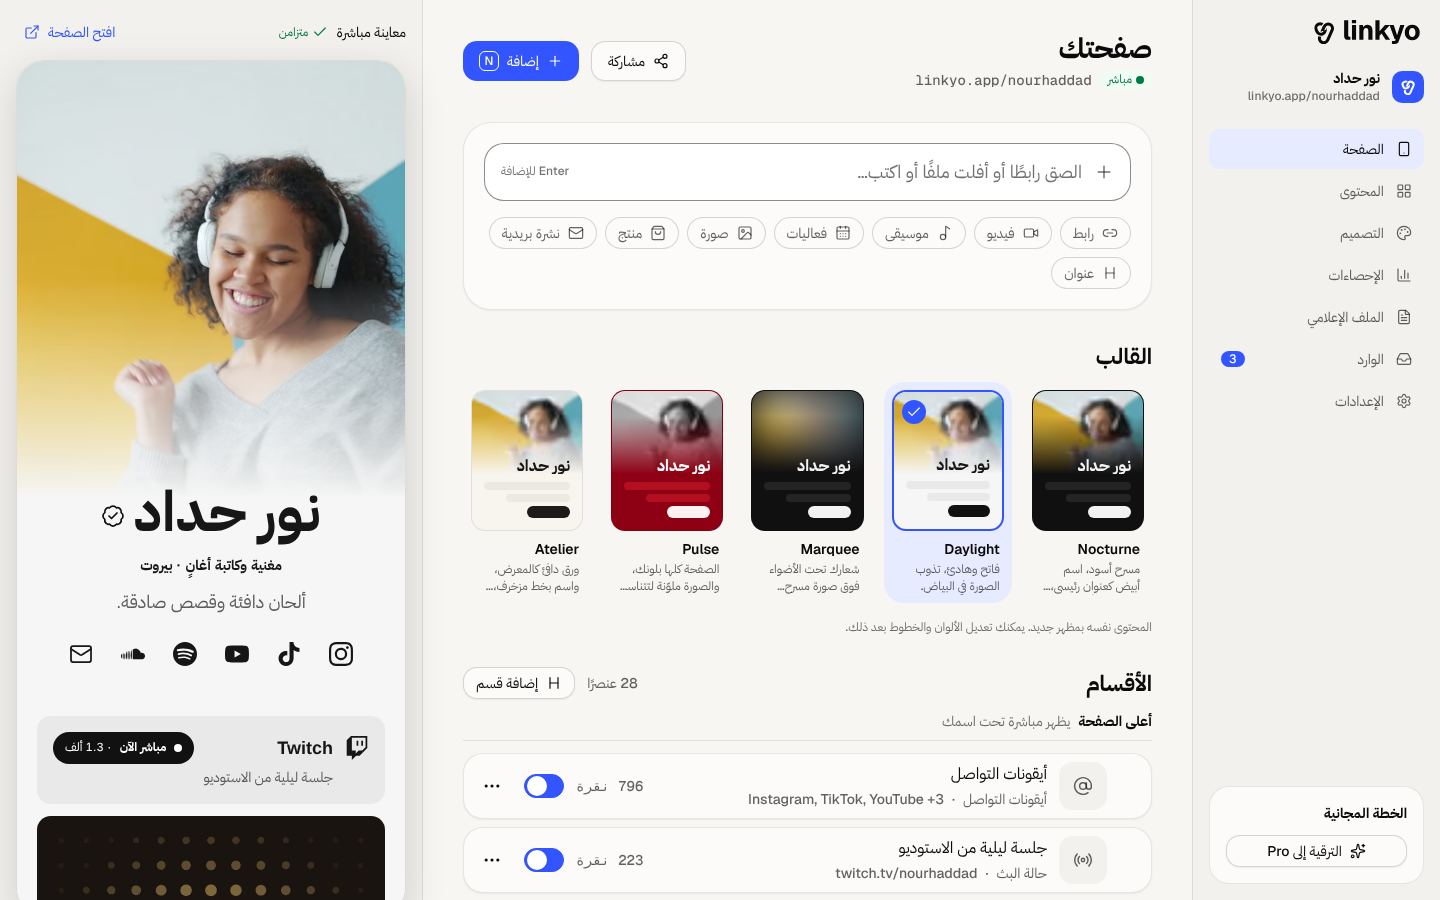 linkyo
نور حداد
linkyo.app/nourhaddad
الصفحة
المحتوى
التصميم
الإحصاءات
الملف الإعلامي
الوارد
3
الإعدادات
الخطة المجانية
الترقية إلى Pro
صفحتك
مباشر linkyo.app/nourhaddad
مشاركة
إضافة N
الصق رابطًا أو أفلت ملفًا أو اكتب...
Enter للإضافة
رابط
فيديو
موسيقى
فعاليات
صورة
منتج
نشرة بريدية
عنوان
القالب
نور حداد
Nocturne
مسرح أسود، اسم
أبيض كعنوان رئيسي،...
نور حداد
Daylight
فاتح وهادئ، تذوب
الصورة في البياض.
نور حداد
Marquee
شعارك تحت الأضواء
فوق صورة مسرح...
نور حداد
Pulse
الصفحة كلها بلونك،
والصورة ملوّنة لتتناسـ...
نور حداد
Atelier
ورق دافئ كالمعرض،
واسم بخط مزخرف،...
المحتوى نفسه بمظهر جديد. يمكنك تعديل الألوان والخطوط بعد ذلك.
الأقسام
28 عنصرًا
إضافة قسم
أعلى الصفحة يظهر مباشرة تحت اسمك
أيقونات التواصل
أيقونات التواصل · Instagram, TikTok, YouTube +3
796 نقرة
جلسة ليلية من الاستوديو
حالة البث · twitch.tv/nourhaddad
223 نقرة
معاينة مباشرة
متزامن
افتح الصفحة
نور حداد
مغنية وكاتبة أغانٍ · بيروت
ألحان دافئة وقصص صادقة.
Twitch
مباشر الآن · 1.3 ألف
جلسة ليلية من الاستوديو